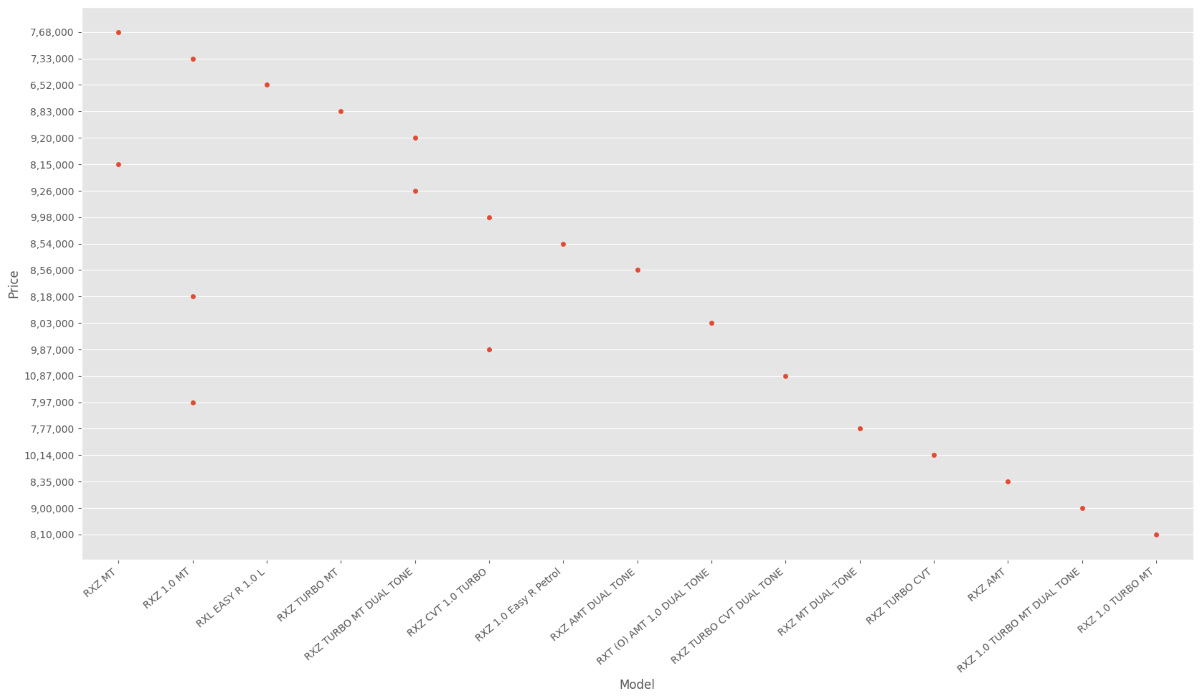 7,68,000
7,33,000
6,52,000
8,83,000
9,20,000
8,15,000
9,26,000
9,98,000
8,54,000
8,56,000
8,18,000
8,03,000
9,87,000
10,87,000
7,97,000
7,77,000
10,14,000
8,35,000
9,00,000
8,10,000
Price
RXZ MT
RXZ 1.0 MT
RXL EASY R 1.0 L
RXZ TURBO MT
RXZ TURBO MT DUAL TONE
RXZ CVT 1.0 TURBO
RXZ 1.0 Easy R Petrol
RXZ AMT DUAL TONE
RXT (O) AMT 1.0 DUAL TONE
RXZ TURBO CVT DUAL TONE
RXZ MT DUAL TONE
RXZ TURBO CVT
RXZ AMT
RXZ 1.0 TURBO MT DUAL TONE
RXZ 1.0 TURBO MT
Model